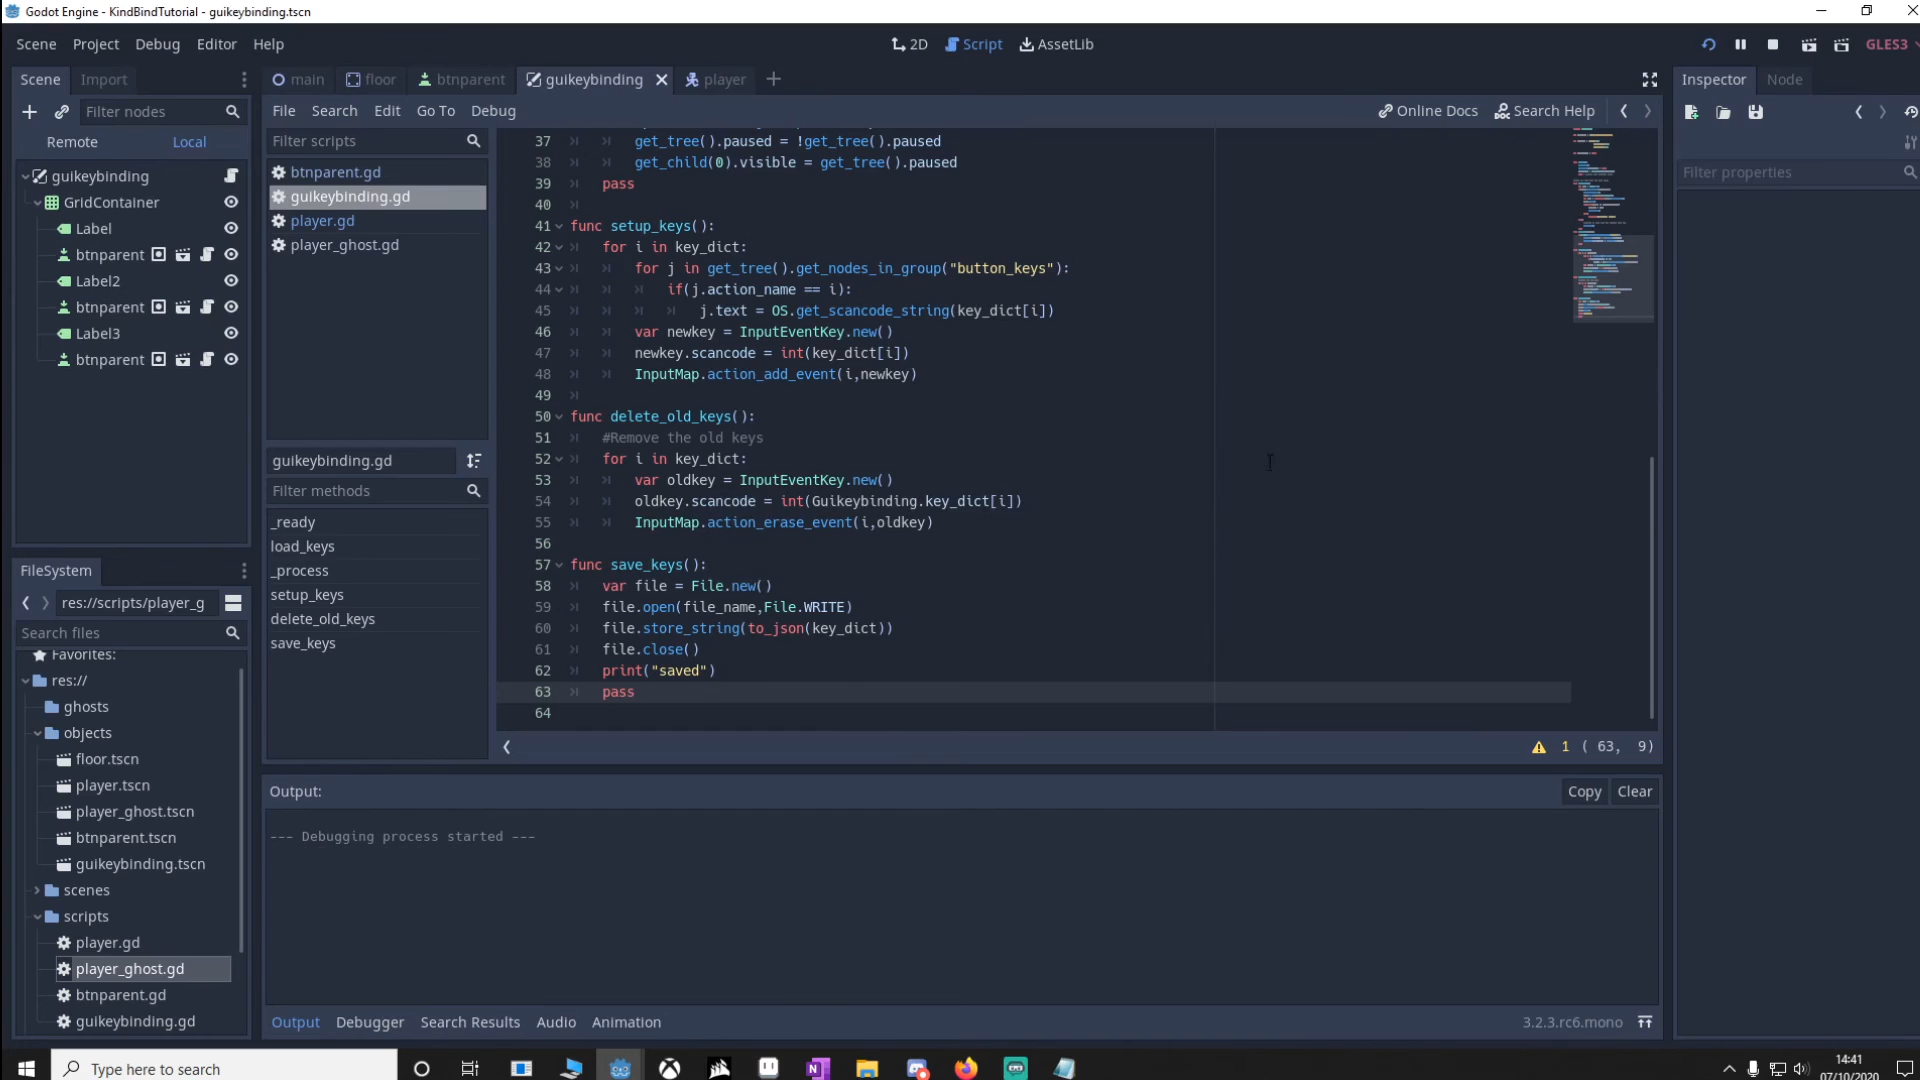 Godot Engine - KindBindTutorial - guikeybinding.tscn
Scene Project Debug Editor Help
2D Script AssetLib
GLES3
Scene Import
main floor btnparent guikeybinding player
Inspector Node
Filter nodes
File Search Edit Go To Debug
Online Docs Search Help
Remote Local
Filter scripts
Filter properties
guikeybinding
GridContainer
Label
btnparent
Label2
btnparent
Label3
btnparent
btnparent.gd
guikeybinding.gd
player.gd
player_ghost.gd
guikeybinding.gd
Filter methods
_ready
load_keys
_process
setup_keys
delete_old_keys
save_keys
37 get_tree().paused = !get_tree().paused
38 get_child(0).visible = get_tree().paused
39 pass
40
41 func setup_keys():
42 for i in key_dict:
43 for j in get_tree().get_nodes_in_group("button_keys"):
44 if(j.action_name == i):
45 j.text = OS.get_scancode_string(key_dict[i])
46 var newkey = InputEventKey.new()
47 newkey.scancode = int(key_dict[i])
48 InputMap.action_add_event(i,newkey)
49
50 func delete_old_keys():
51 #Remove the old keys
52 for i in key_dict:
53 var oldkey = InputEventKey.new()
54 oldkey.scancode = int(Guikeybinding.key_dict[i])
55 InputMap.action_erase_event(i,oldkey)
56
57 func save_keys():
58 var file = File.new()
59 file.open(file_name,File.WRITE)
60 file.store_string(to_json(key_dict))
61 file.close()
62 print("saved")
63 pass
64
1 ( 63, 9)
FileSystem
res://scripts/player_g
Search files
Favorites:
res://
ghosts
objects
floor.tscn
player.tscn
player_ghost.tscn
btnparent.tscn
guikeybinding.tscn
scenes
scripts
player.gd
player_ghost.gd
btnparent.gd
guikeybinding.gd
Output:
Copy Clear
--- Debugging process started ---
Output Debugger Search Results Audio Animation
3.2.3.rc6.mono
Type here to search
14:41
07/10/2020